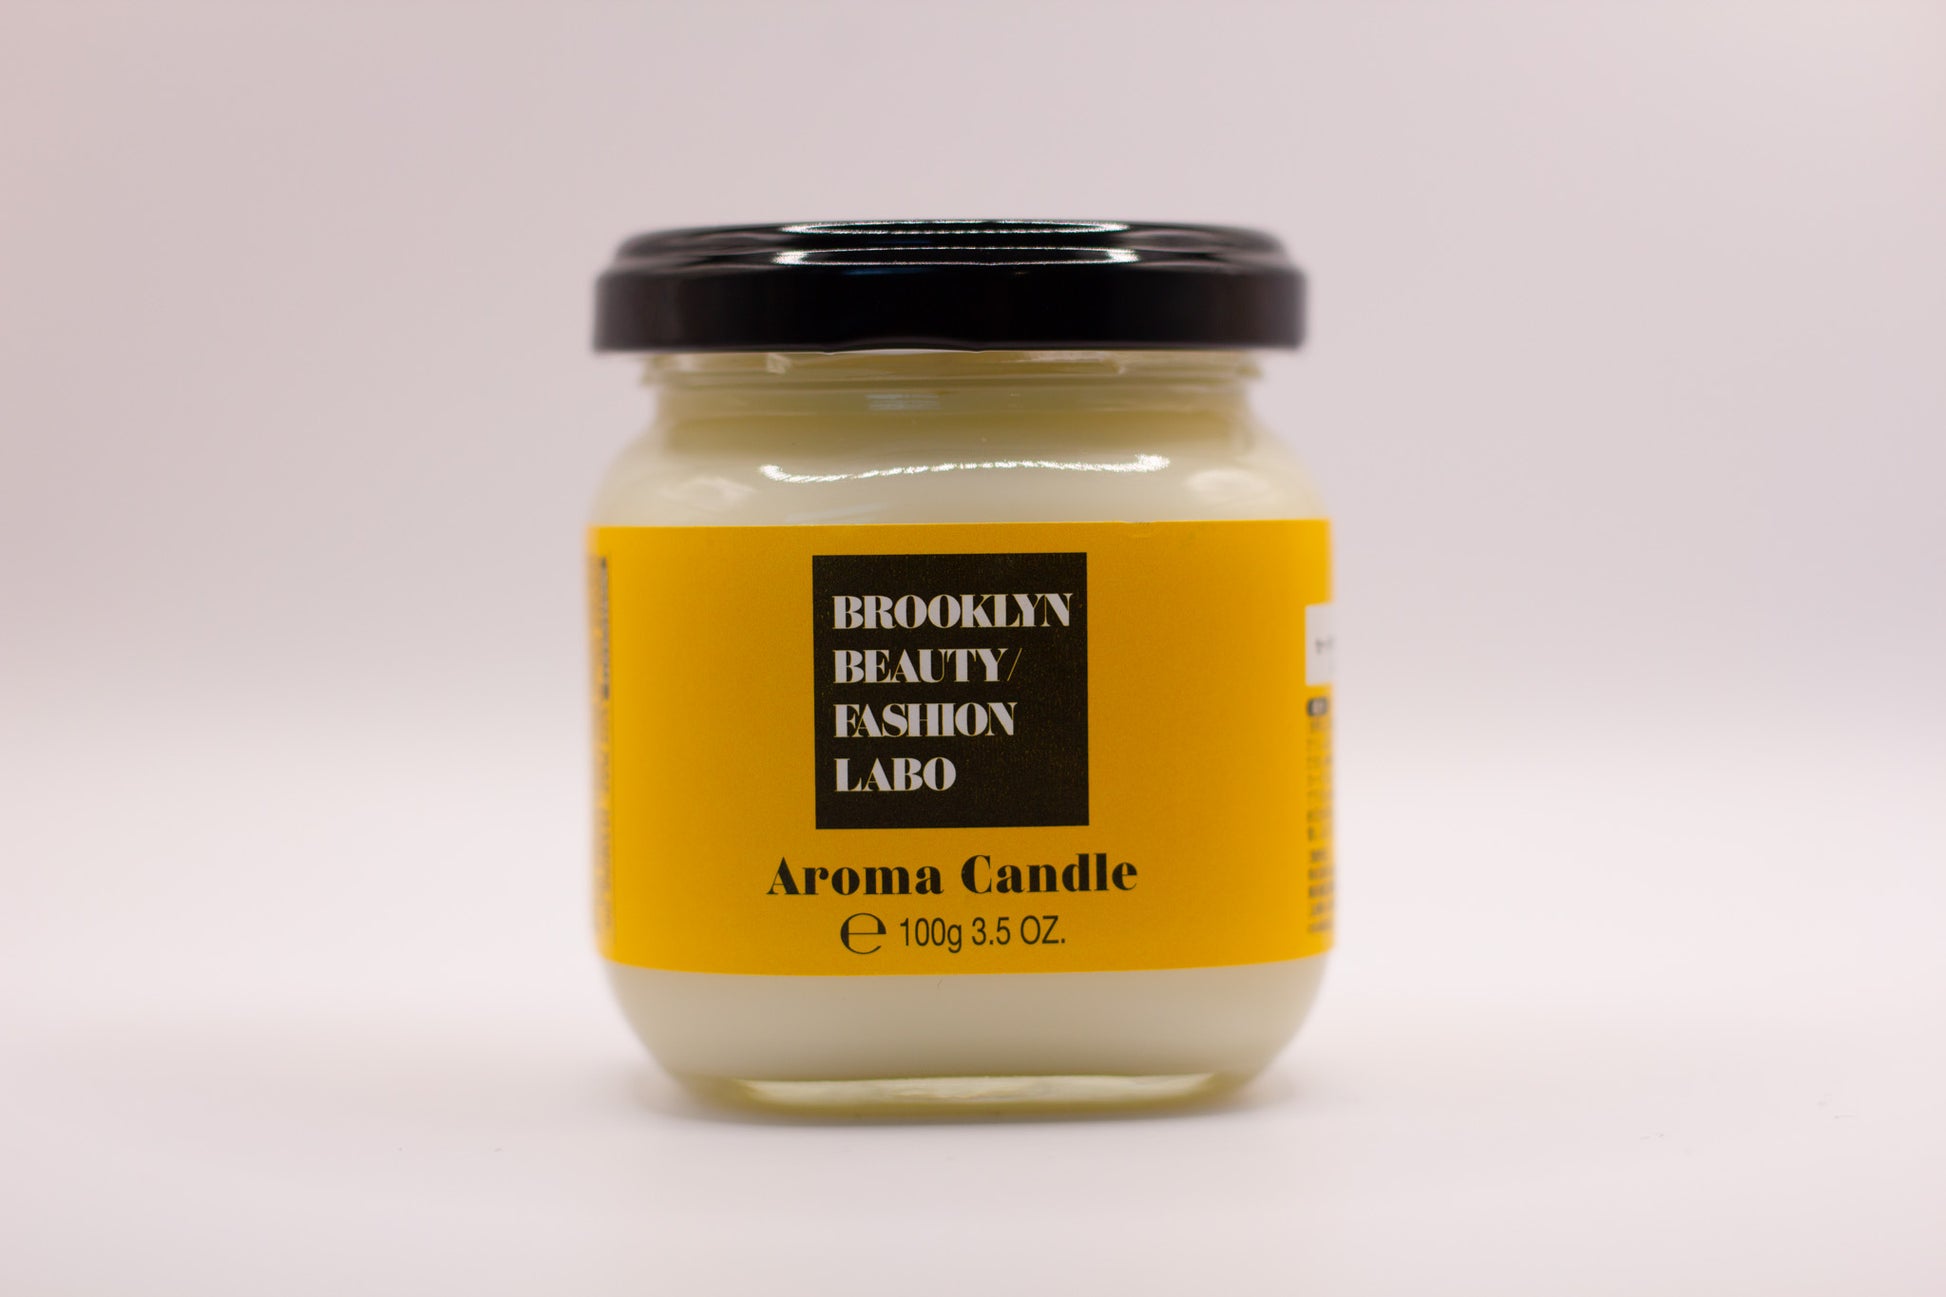 BROOKLYN
BEAUTY/
FASHION
LABO
Aroma Candle
℮ 100g 3.5 OZ.